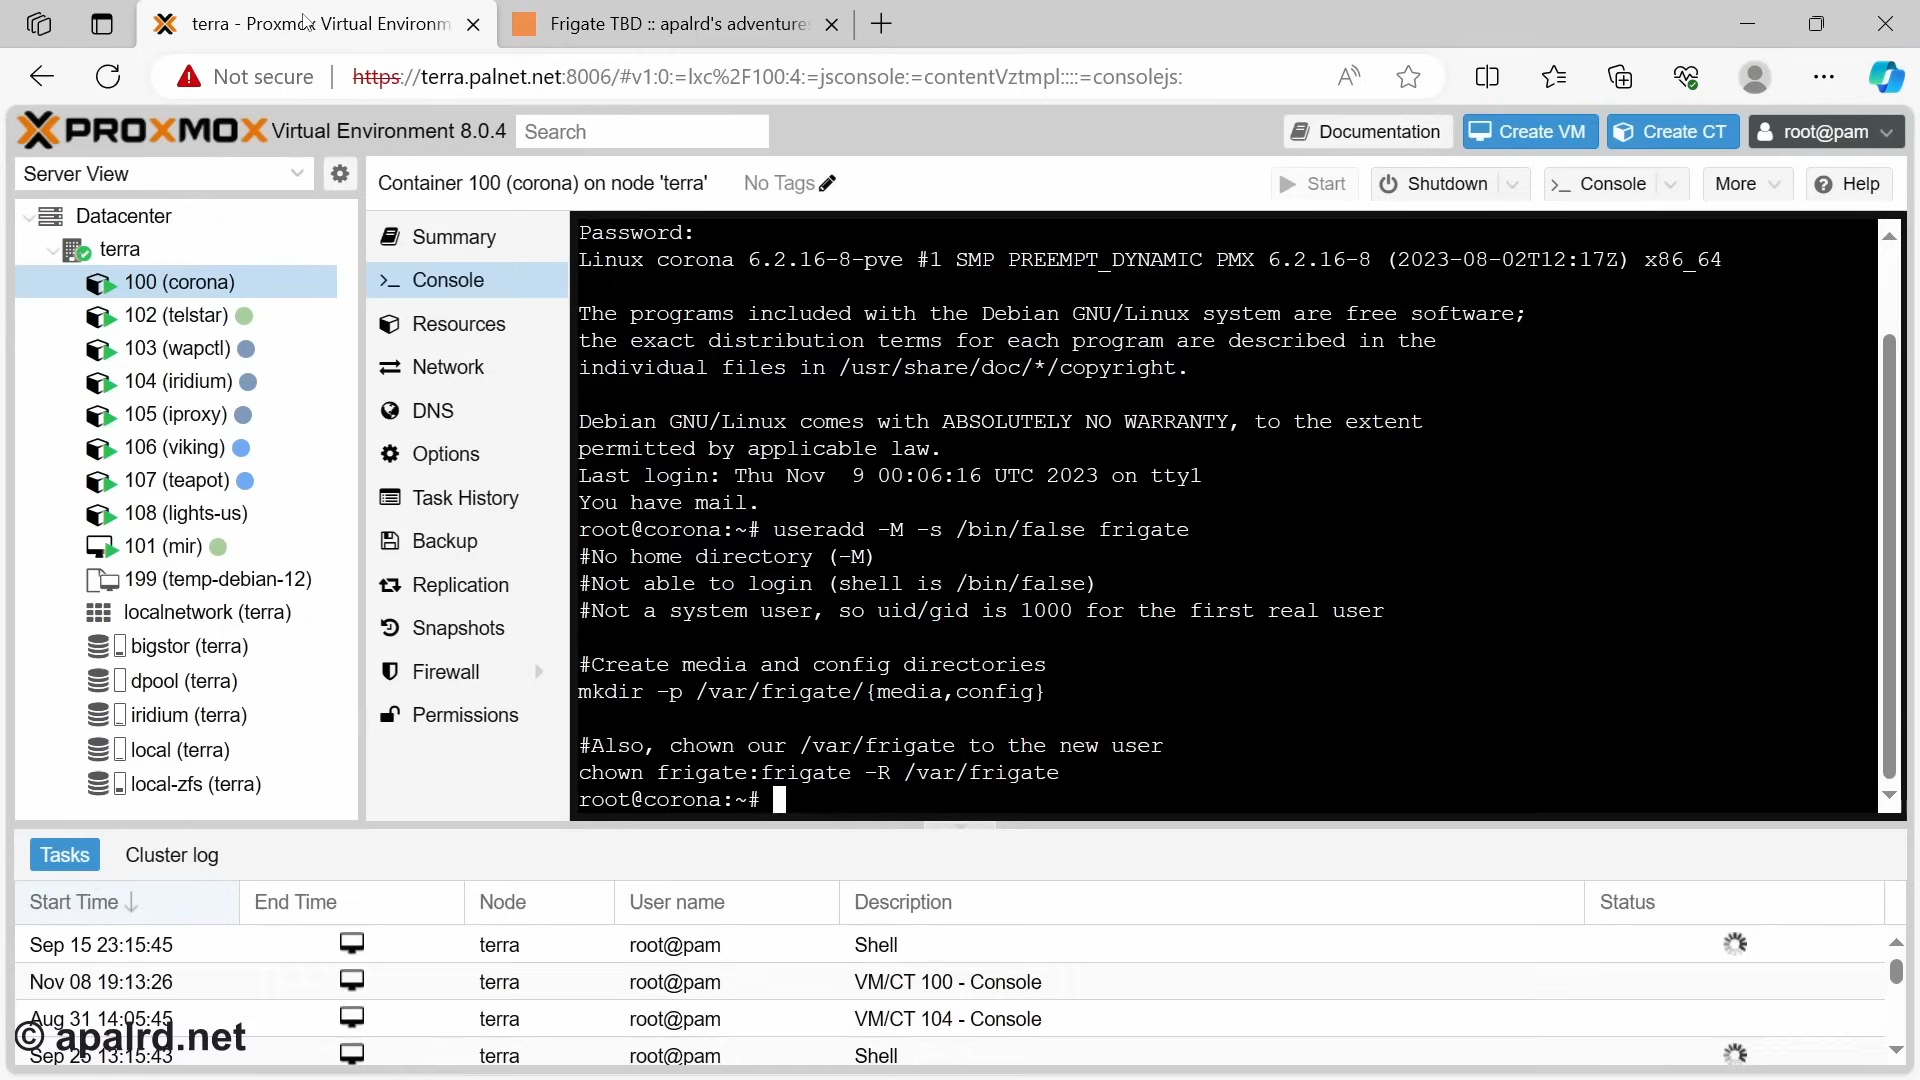 terra - Proxmox Virtual Environm
Frigate TBD :: apalrd's adventure
Not secure
https://terra.palnet.net:8006/#v1:0:=lxc%2F100:4:=jsconsole:=contentVztmpl::::=consolejs:
PROXMOX Virtual Environment 8.0.4
Search
Documentation
Create VM
Create CT
root@pam
Server View
Container 100 (corona) on node 'terra'
No Tags
Start
Shutdown
Console
More
Help
Datacenter
terra
100 (corona)
102 (telstar)
103 (wapctl)
104 (iridium)
105 (iproxy)
106 (viking)
107 (teapot)
108 (lights-us)
101 (mir)
199 (temp-debian-12)
localnetwork (terra)
bigstor (terra)
dpool (terra)
iridium (terra)
local (terra)
local-zfs (terra)
Summary
Console
Resources
Network
DNS
Options
Task History
Backup
Replication
Snapshots
Firewall
Permissions
Password:
Linux corona 6.2.16-8-pve #1 SMP PREEMPT_DYNAMIC PMX 6.2.16-8 (2023-08-02T12:17Z) x86_64
The programs included with the Debian GNU/Linux system are free software;
the exact distribution terms for each program are described in the
individual files in /usr/share/doc/*/copyright.
Debian GNU/Linux comes with ABSOLUTELY NO WARRANTY, to the extent
permitted by applicable law.
Last login: Thu Nov  9 00:06:16 UTC 2023 on tty1
You have mail.
root@corona:~# useradd -M -s /bin/false frigate
#No home directory (-M)
#Not able to login (shell is /bin/false)
#Not a system user, so uid/gid is 1000 for the first real user
#Create media and config directories
mkdir -p /var/frigate/{media,config}
#Also, chown our /var/frigate to the new user
chown frigate:frigate -R /var/frigate
root@corona:~#
Tasks
Cluster log
Start Time
End Time
Node
User name
Description
Status
Sep 15 23:15:45
terra
root@pam
Shell
Nov 08 19:13:26
terra
root@pam
VM/CT 100 - Console
Aug 31 14:05:45
terra
root@pam
VM/CT 104 - Console
© apalrd.net
Sep 25 13:15:43
terra
root@pam
Shell